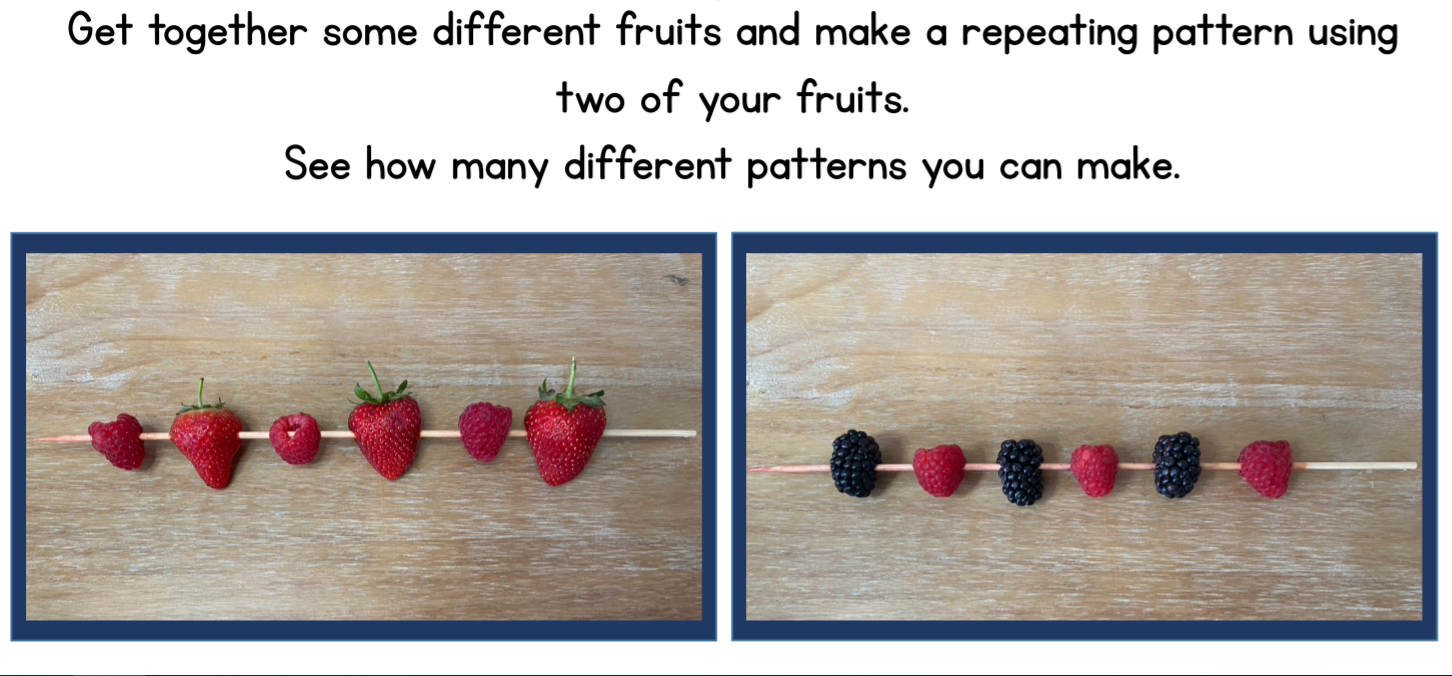 Get together some different fruits and make a repeating pattern using
two of your fruits.
See how many different patterns you can make.